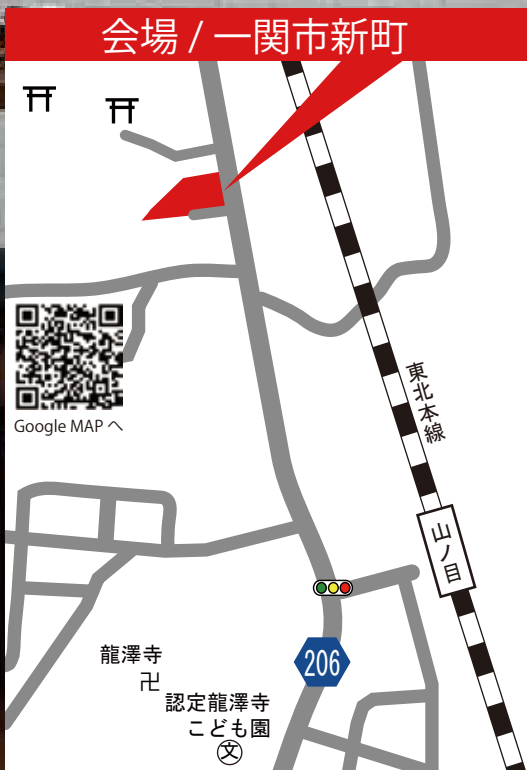 会場 / 一関市新町
Google MAP へ
東北本線
山ノ目
206
龍澤寺
卍
認定龍澤寺
こども園
文